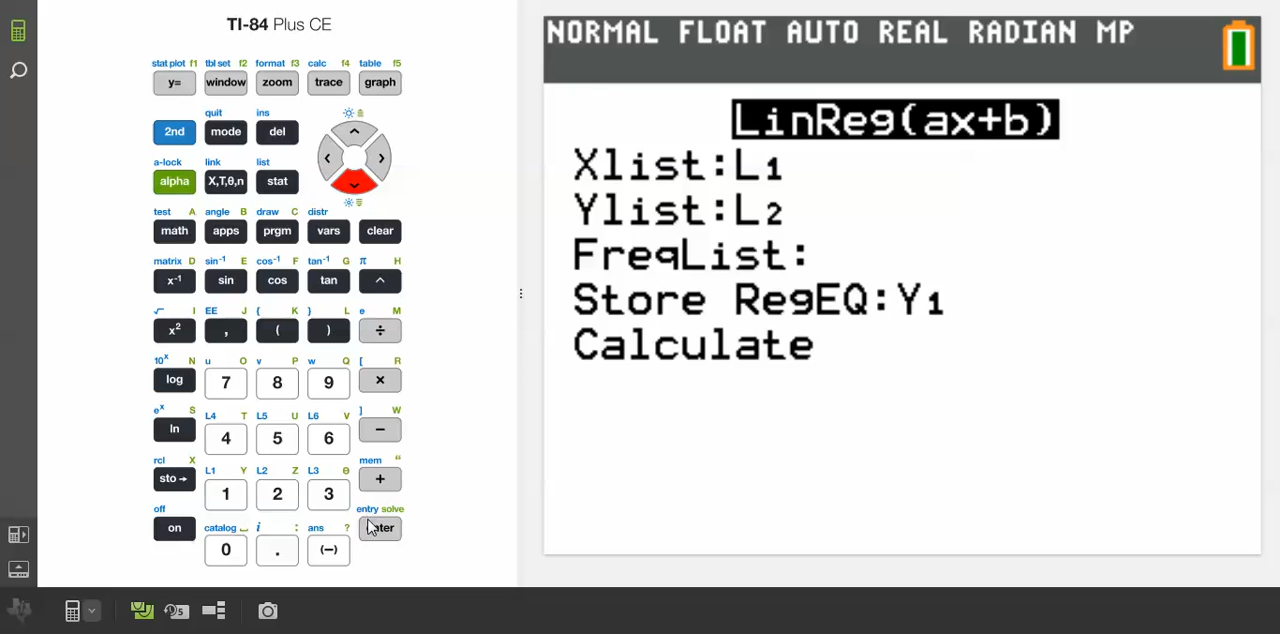 TI-84 Plus CE
NORMAL FLOAT AUTO REAL RADIAN MP
LinReg(ax+b)
Xlist:L1
Ylist:L2
FreqList:
Store RegEQ:Y1
Calculate
stat plot f1 tbl set f2 format f3 calc f4 table f5
y= window zoom trace graph
quit ins
2nd mode del
a-lock link list
alpha X,T,θ,n stat
test A angle B draw C distr
math apps prgm vars clear
matrix D sin⁻¹ E cos⁻¹ F tan⁻¹ G π H
x⁻¹ sin cos tan ^
√ I EE J { K } L e M
x² , ( ) ÷
10ˣ N u O v P w Q [ R
log 7 8 9 ×
eˣ S L4 T L5 U L6 V ] W
ln 4 5 6 −
rcl X L1 Y L2 Z L3 θ mem “
sto→ 1 2 3 +
off catalog i : ans ? entry solve
on 0 . (−)